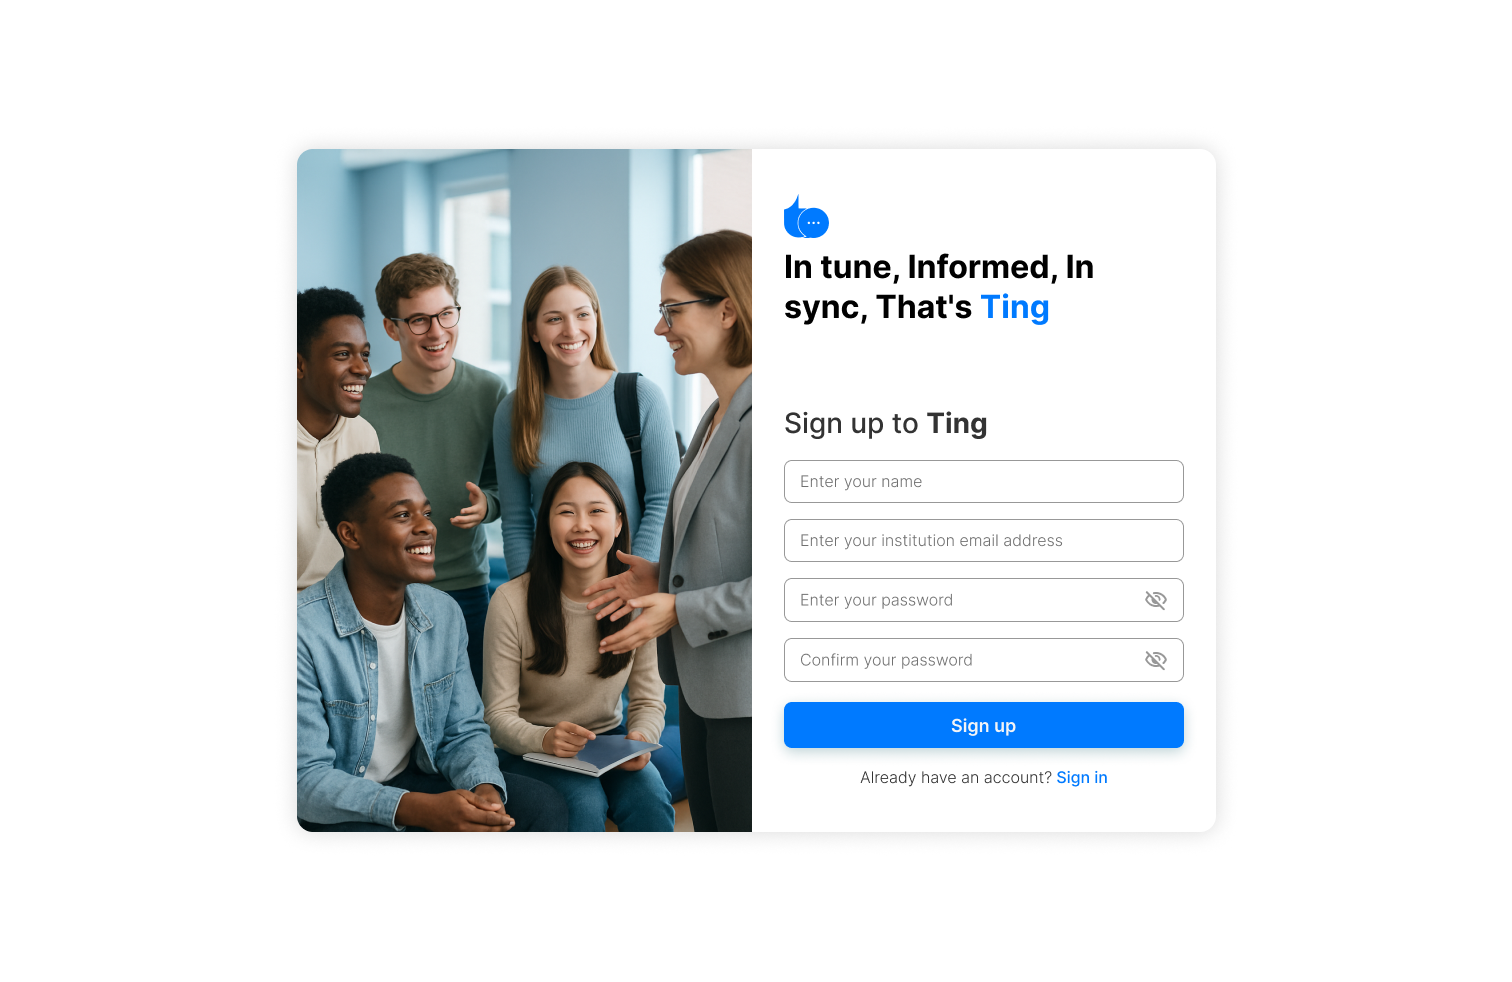 In tune, Informed, In
sync, That's Ting
Sign up to Ting
Enter your name
Enter your institution email address
Enter your password
Confirm your password
Sign up
Already have an account? Sign in